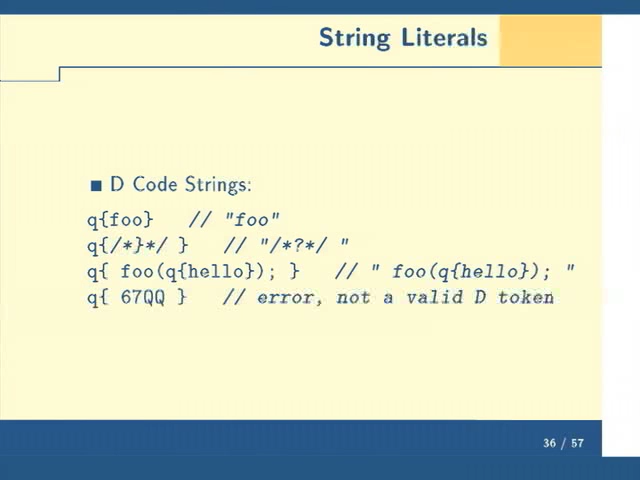 String Literals
D Code Strings:
q{foo} // "foo"
q{/*}*/ } // "/*?*/ "
q{ foo(q{hello}); } // " foo(q{hello}); "
q{ 67QQ } // error, not a valid D token
36 / 57